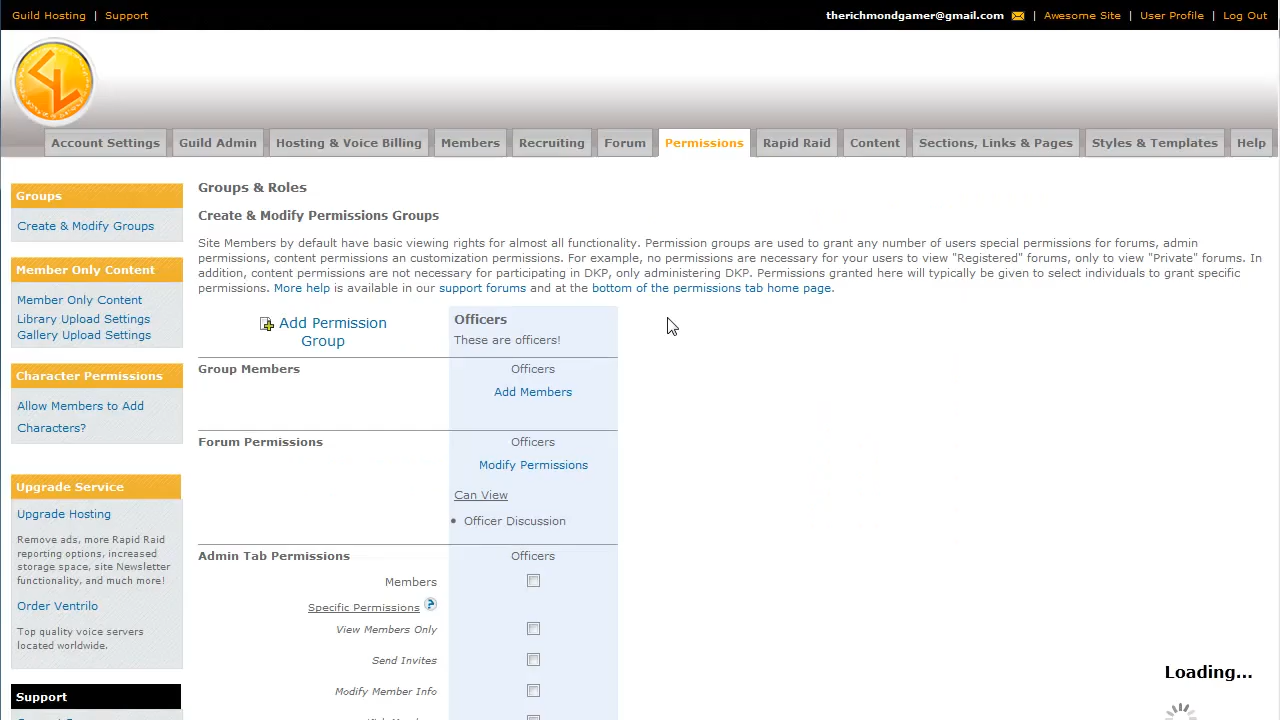 Guild Hosting | Support
therichmondgamer@gmail.com | Awesome Site | User Profile | Log Out
Account Settings Guild Admin Hosting & Voice Billing Members Recruiting Forum Permissions Rapid Raid Content Sections, Links & Pages Styles & Templates Help
Groups
Create & Modify Groups
Member Only Content
Member Only Content
Library Upload Settings
Gallery Upload Settings
Character Permissions
Allow Members to Add
Characters?
Upgrade Service
Upgrade Hosting
Remove ads, more Rapid Raid
reporting options, increased
storage space, site Newsletter
functionality, and much more!
Order Ventrilo
Top quality voice servers
located worldwide.
Support
Groups & Roles
Create & Modify Permissions Groups
Site Members by default have basic viewing rights for almost all functionality. Permission groups are used to grant any number of users special permissions for forums, admin
permissions, content permissions an customization permissions. For example, no permissions are necessary for your users to view "Registered" forums, only to view "Private" forums. In
addition, content permissions are not necessary for participating in DKP, only administering DKP. Permissions granted here will typically be given to select individuals to grant specific
permissions. More help is available in our support forums and at the bottom of the permissions tab home page.
Add Permission
Group
Officers
These are officers!
Group Members
Officers
Add Members
Forum Permissions
Officers
Modify Permissions
Can View
• Officer Discussion
Admin Tab Permissions
Officers
Members
Specific Permissions ?
View Members Only
Send Invites
Modify Member Info
Loading...